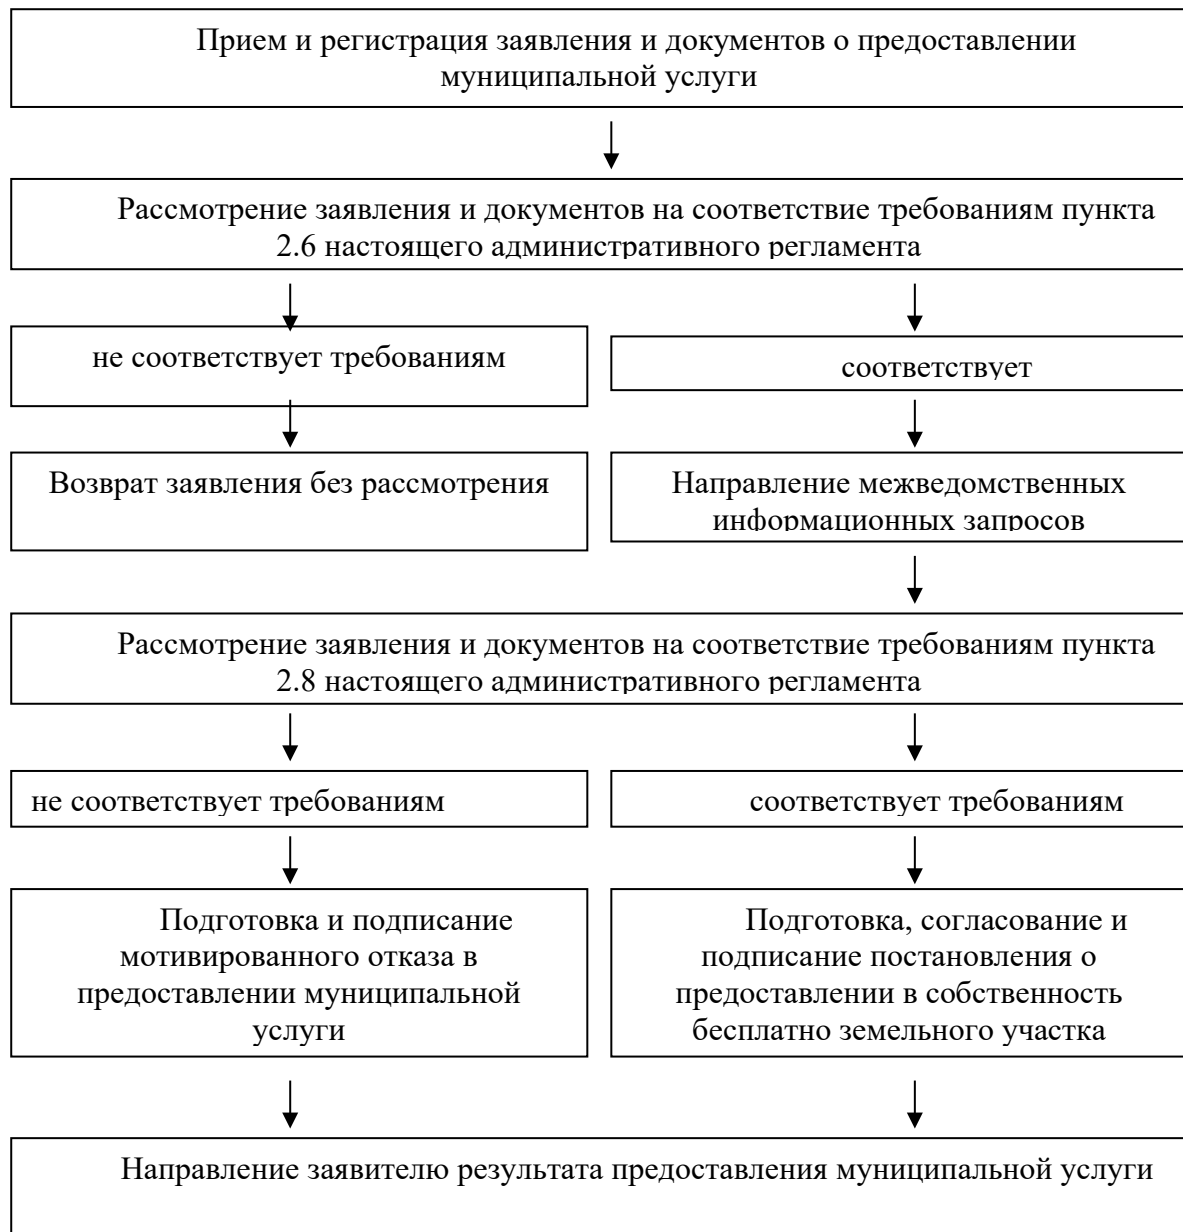 Прием и регистрация заявления и документов о предоставлении
муниципальной услуги
Рассмотрение заявления и документов на соответствие требованиям пункта
2.6 настоящего административного регламента
не соответствует требованиям
соответствует
Возврат заявления без рассмотрения
Направление межведомственных
информационных запросов
Рассмотрение заявления и документов на соответствие требованиям пункта
2.8 настоящего административного регламента
не соответствует требованиям
соответствует требованиям
Подготовка и подписание
мотивированного отказа в
предоставлении муниципальной
услуги
Подготовка, согласование и
подписание постановления о
предоставлении в собственность
бесплатно земельного участка
Направление заявителю результата предоставления муниципальной услуги